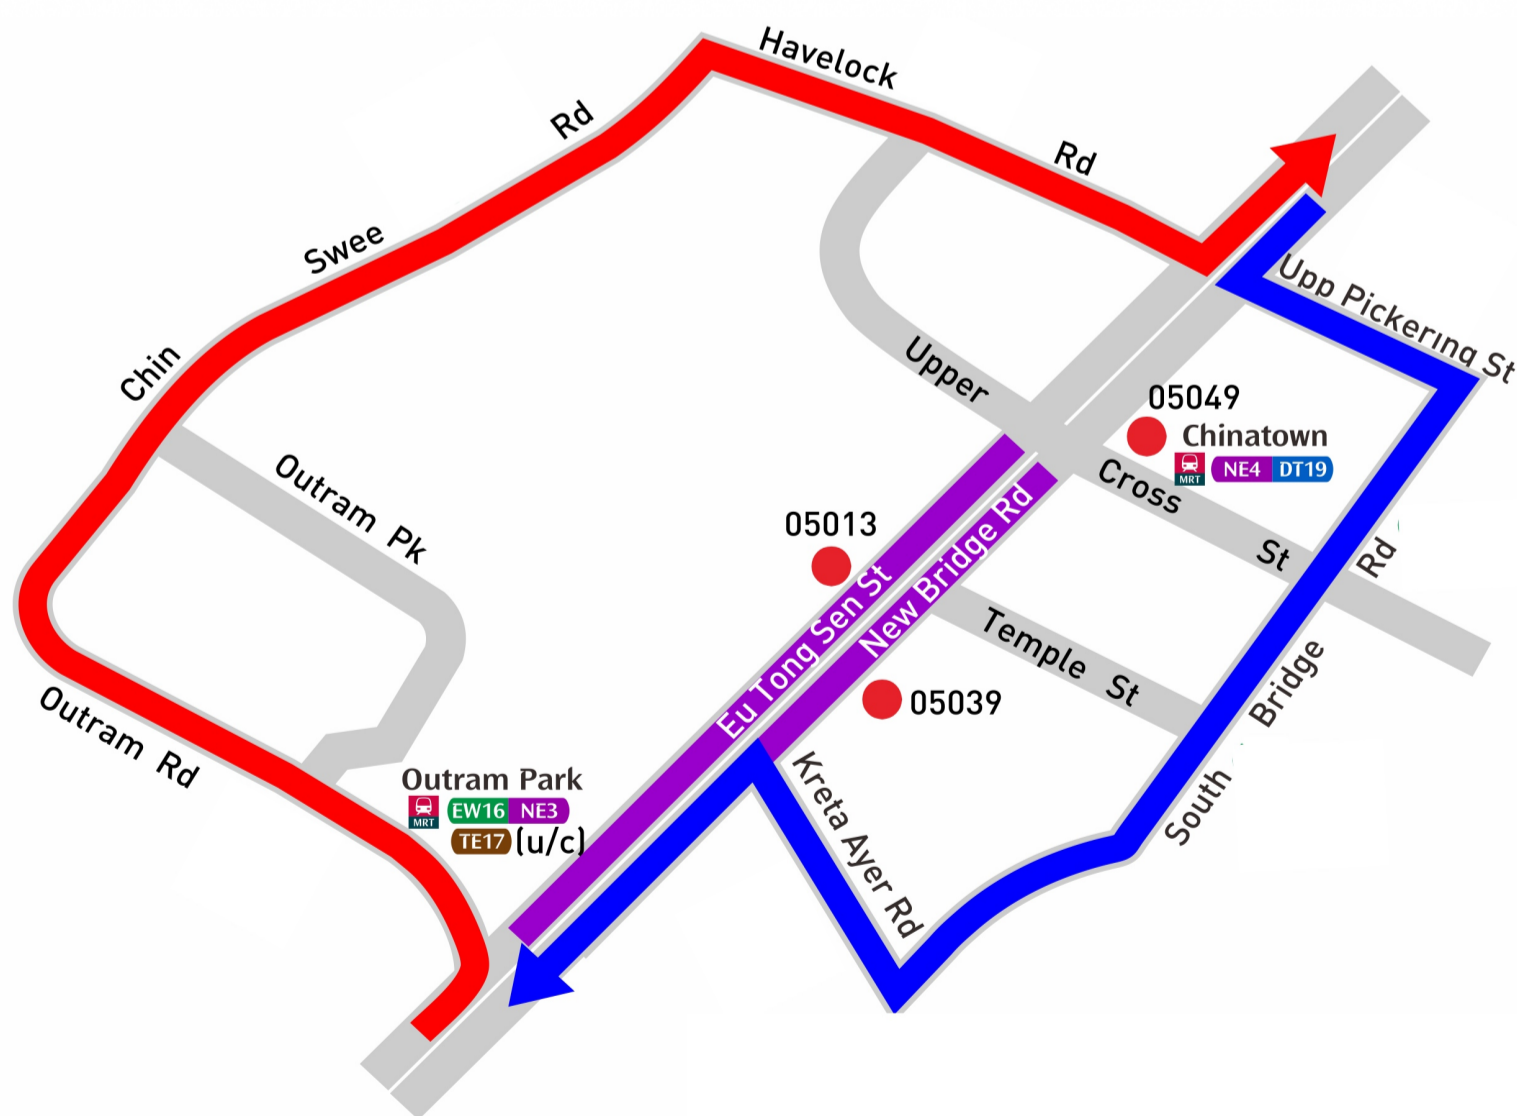 Havelock Rd
Chin Swee Rd
Upp Pickering St
Upper Cross St
05049
Chinatown
MRT NE4 DT19
Outram Pk
05013
Eu Tong Sen St
New Bridge Rd
Temple St
05039
South Bridge Rd
Outram Rd
Outram Park
MRT EW16 NE3
TE17 (u/c)
Kreta Ayer Rd